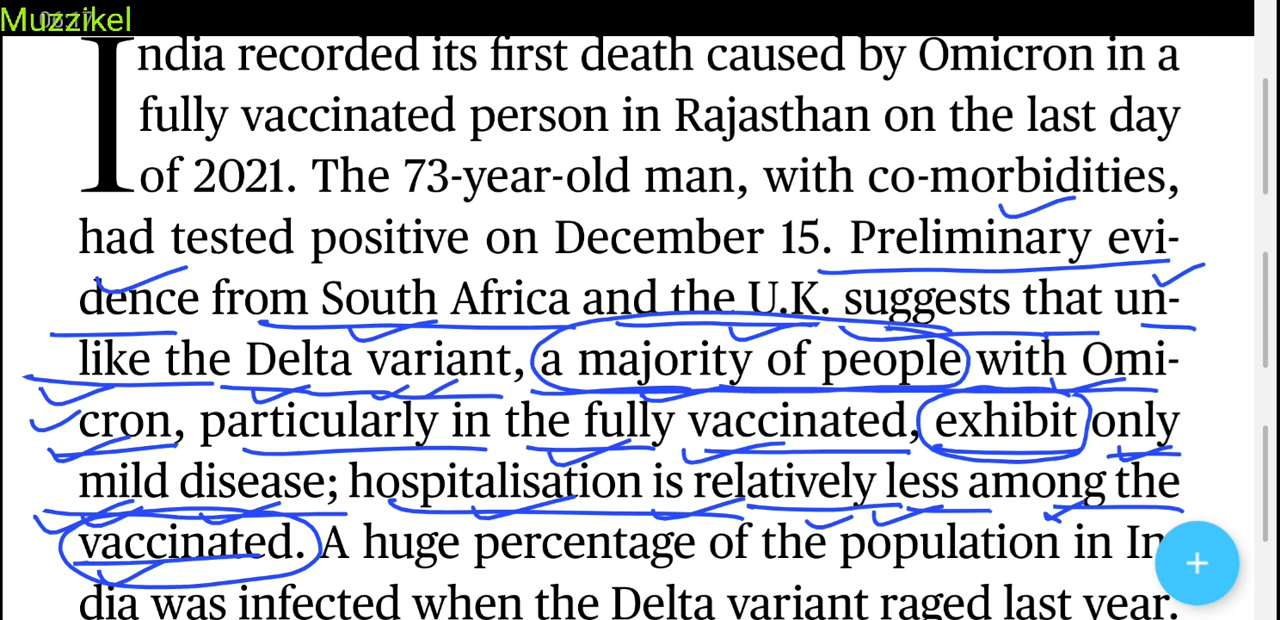 Muzzikel
India recorded its first death caused by Omicron in a
fully vaccinated person in Rajasthan on the last day
of 2021. The 73-year-old man, with co-morbidities,
had tested positive on December 15. Preliminary evi-
dence from South Africa and the U.K. suggests that un-
like the Delta variant, a majority of people with Omi-
cron, particularly in the fully vaccinated, exhibit only
mild disease; hospitalisation is relatively less among the
vaccinated. A huge percentage of the population in In-
dia was infected when the Delta variant raged last year.